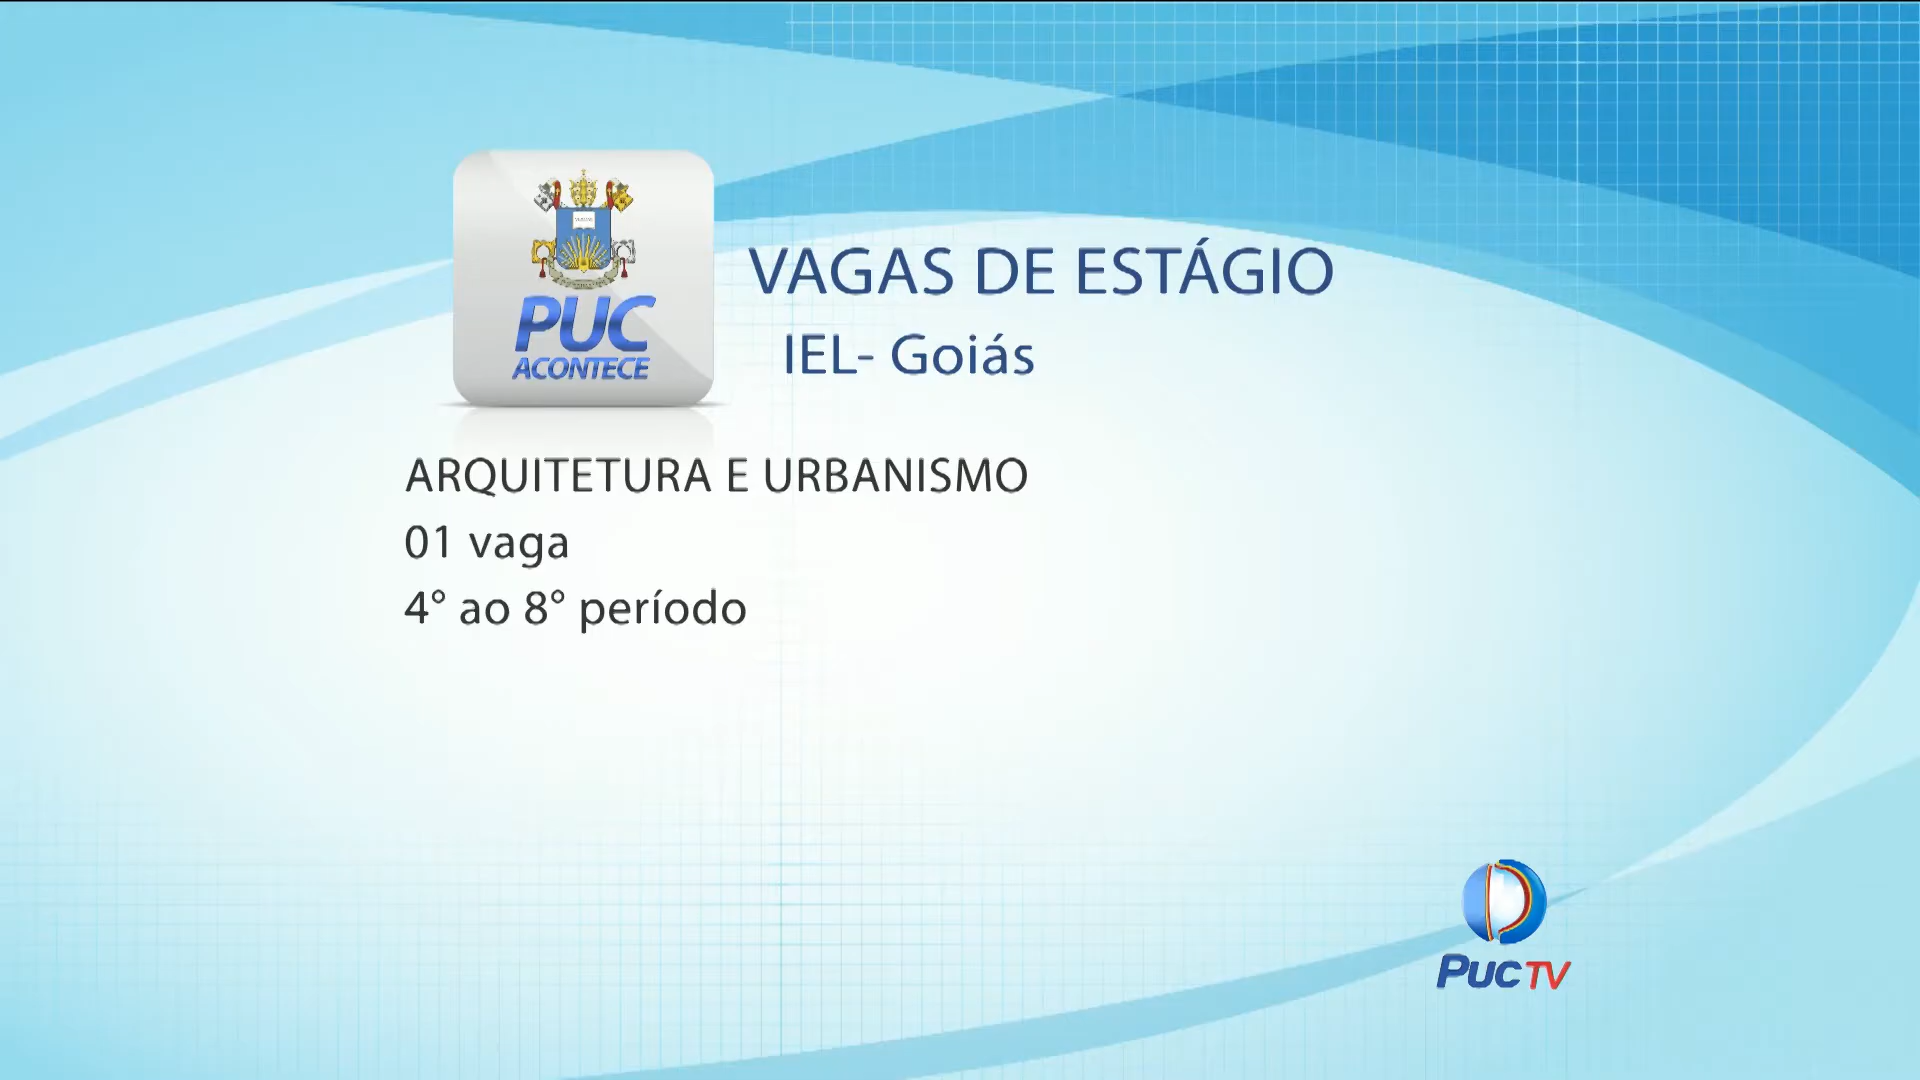 VAGAS DE ESTÁGIO
IEL- Goiás
PUC
ACONTECE
ARQUITETURA E URBANISMO
01 vaga
4° ao 8° período
PUC TV